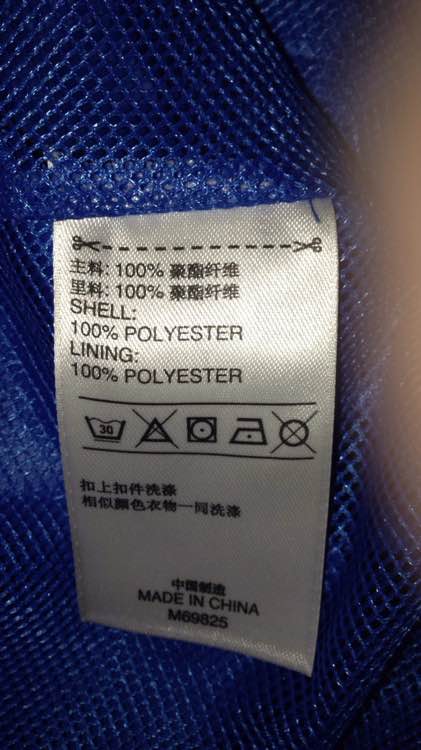 主料: 100% 聚酯纤维
里料: 100% 聚酯纤维
SHELL:
100% POLYESTER
LINING:
100% POLYESTER
30
扣上扣件洗涤
相似颜色衣物一同洗涤
中国制造
MADE IN CHINA
M69825